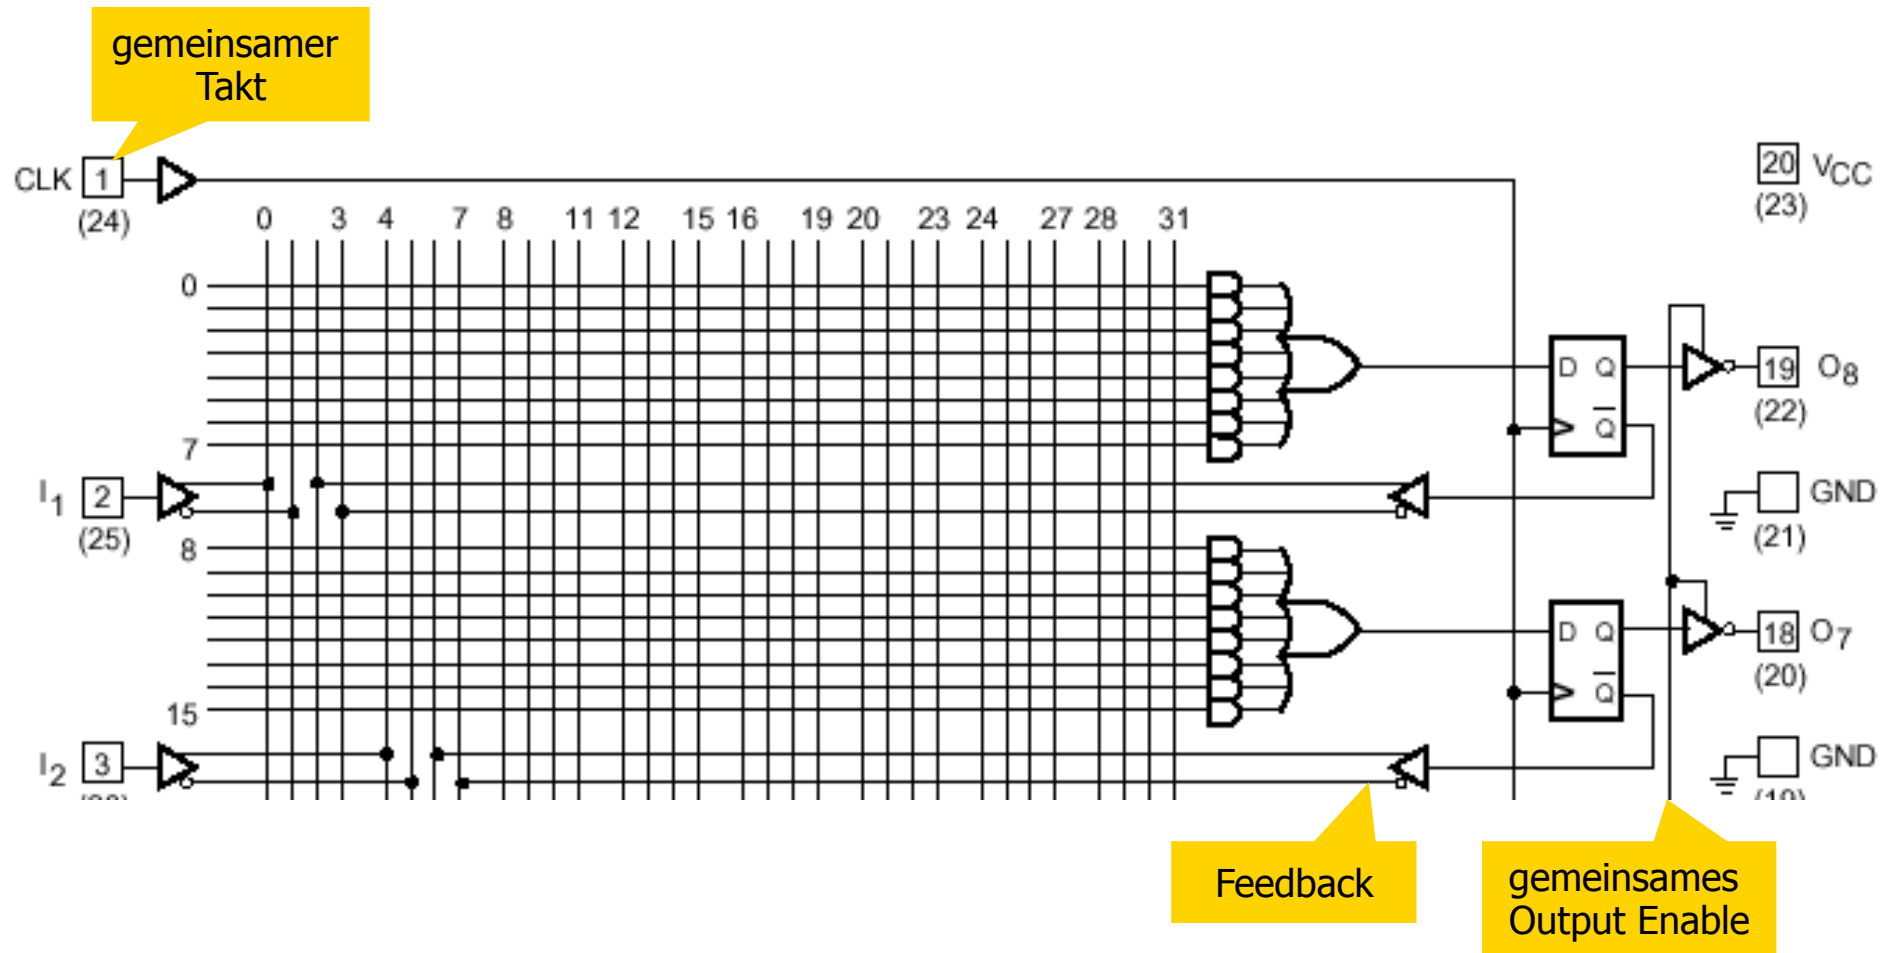 gemeinsamer
Takt
CLK 1
(24)
20 VCC
(23)
0 3 4 7 8 11 12 15 16 19 20 23 24 27 28 31
0
D Q 19 O8
(22)
7
Q
I1 2
(25)
GND
(21)
8
D Q 18 O7
(20)
15
Q
I2 3
GND
(19)
Feedback
gemeinsames
Output Enable